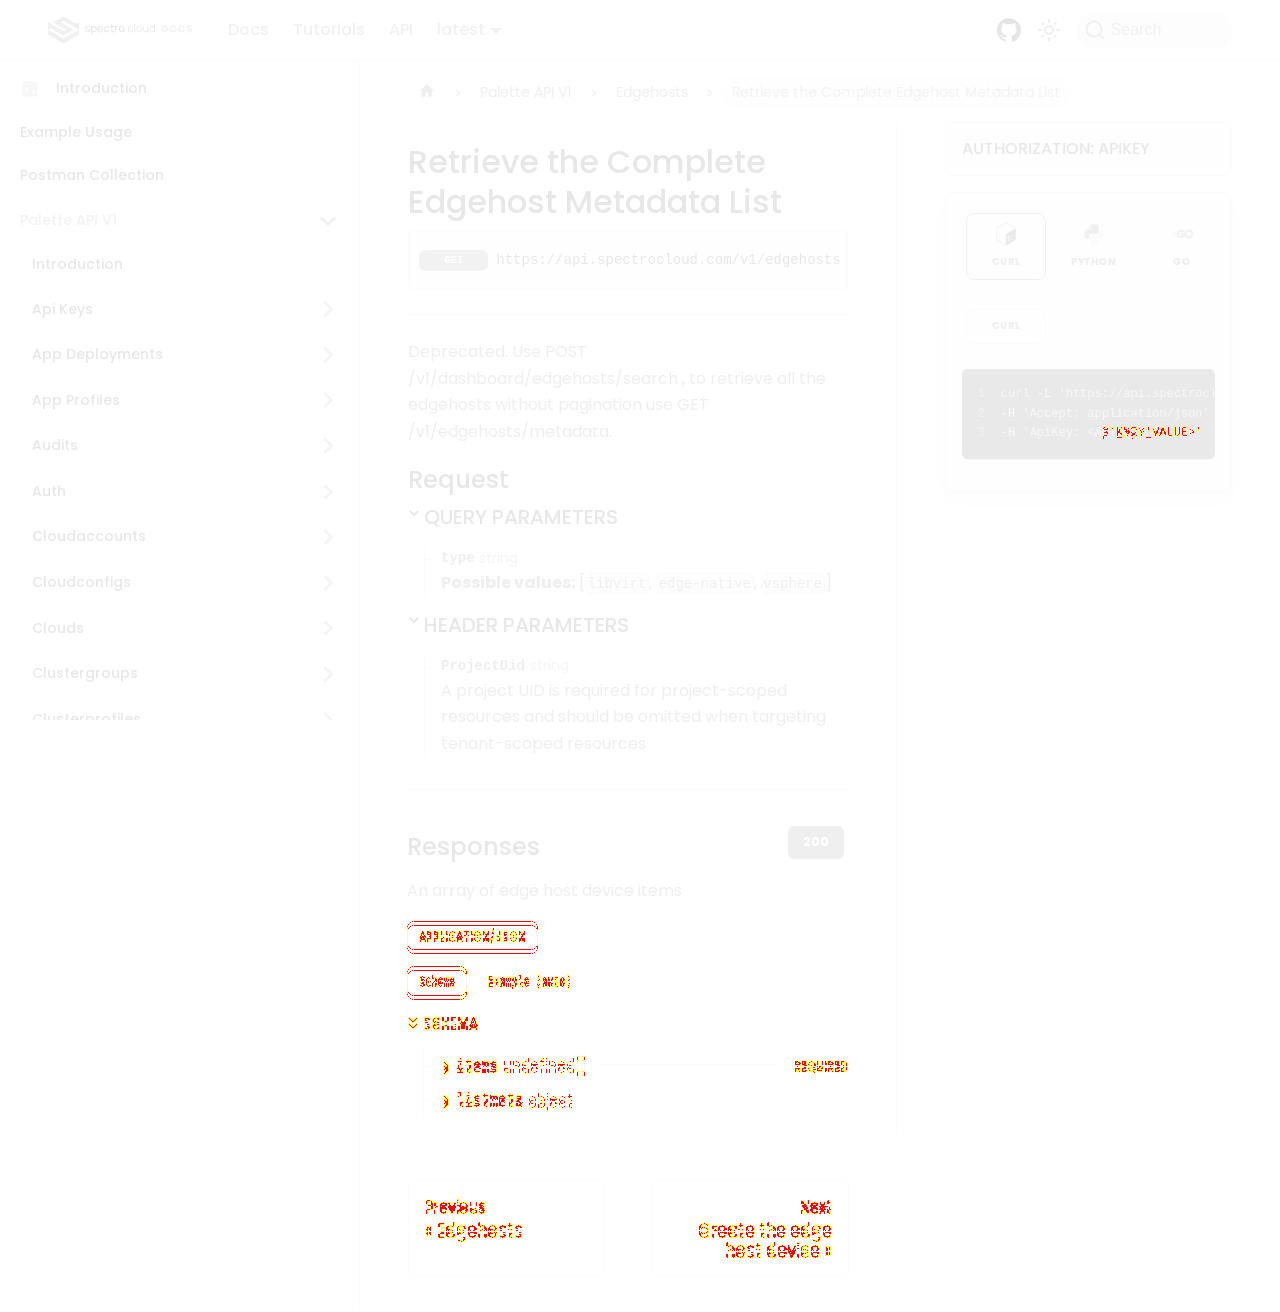 spectro cloud DOCS
Docs
Tutorials
API
latest
Search
Introduction
Example Usage
Postman Collection
Palette API V1
Introduction
Api Keys
App Deployments
App Profiles
Audits
Auth
Cloudaccounts
Cloudconfigs
Clouds
Clustergroups
Clusterprofiles
Palette API V1
Edgehosts
Retrieve the Complete Edgehost Metadata List
Retrieve the Complete
Edgehost Metadata List
GET https://api.spectrocloud.com/v1/edgehosts
Deprecated. Use POST
/v1/dashboard/edgehosts/search , to retrieve all the
edgehosts without pagination use GET
/v1/edgehosts/metadata.
Request
QUERY PARAMETERS
type string
Possible values: [libvirt, edge-native, vsphere]
HEADER PARAMETERS
ProjectUid string
A project UID is required for project-scoped
resources and should be omitted when targeting
tenant-scoped resources
Responses
200
An array of edge host device items
APPLICATION/JSON
Schema
Example (auto)
SCHEMA
items undefined[]
REQUIRED
listmeta object
Previous
« Edgehosts
Next
Create the edge
host device »
AUTHORIZATION: APIKEY
CURL
PYTHON
GO
GO
CURL
1 curl -L 'https://api.spectrocl
2 -H 'Accept: application/json'
3 -H 'ApiKey: